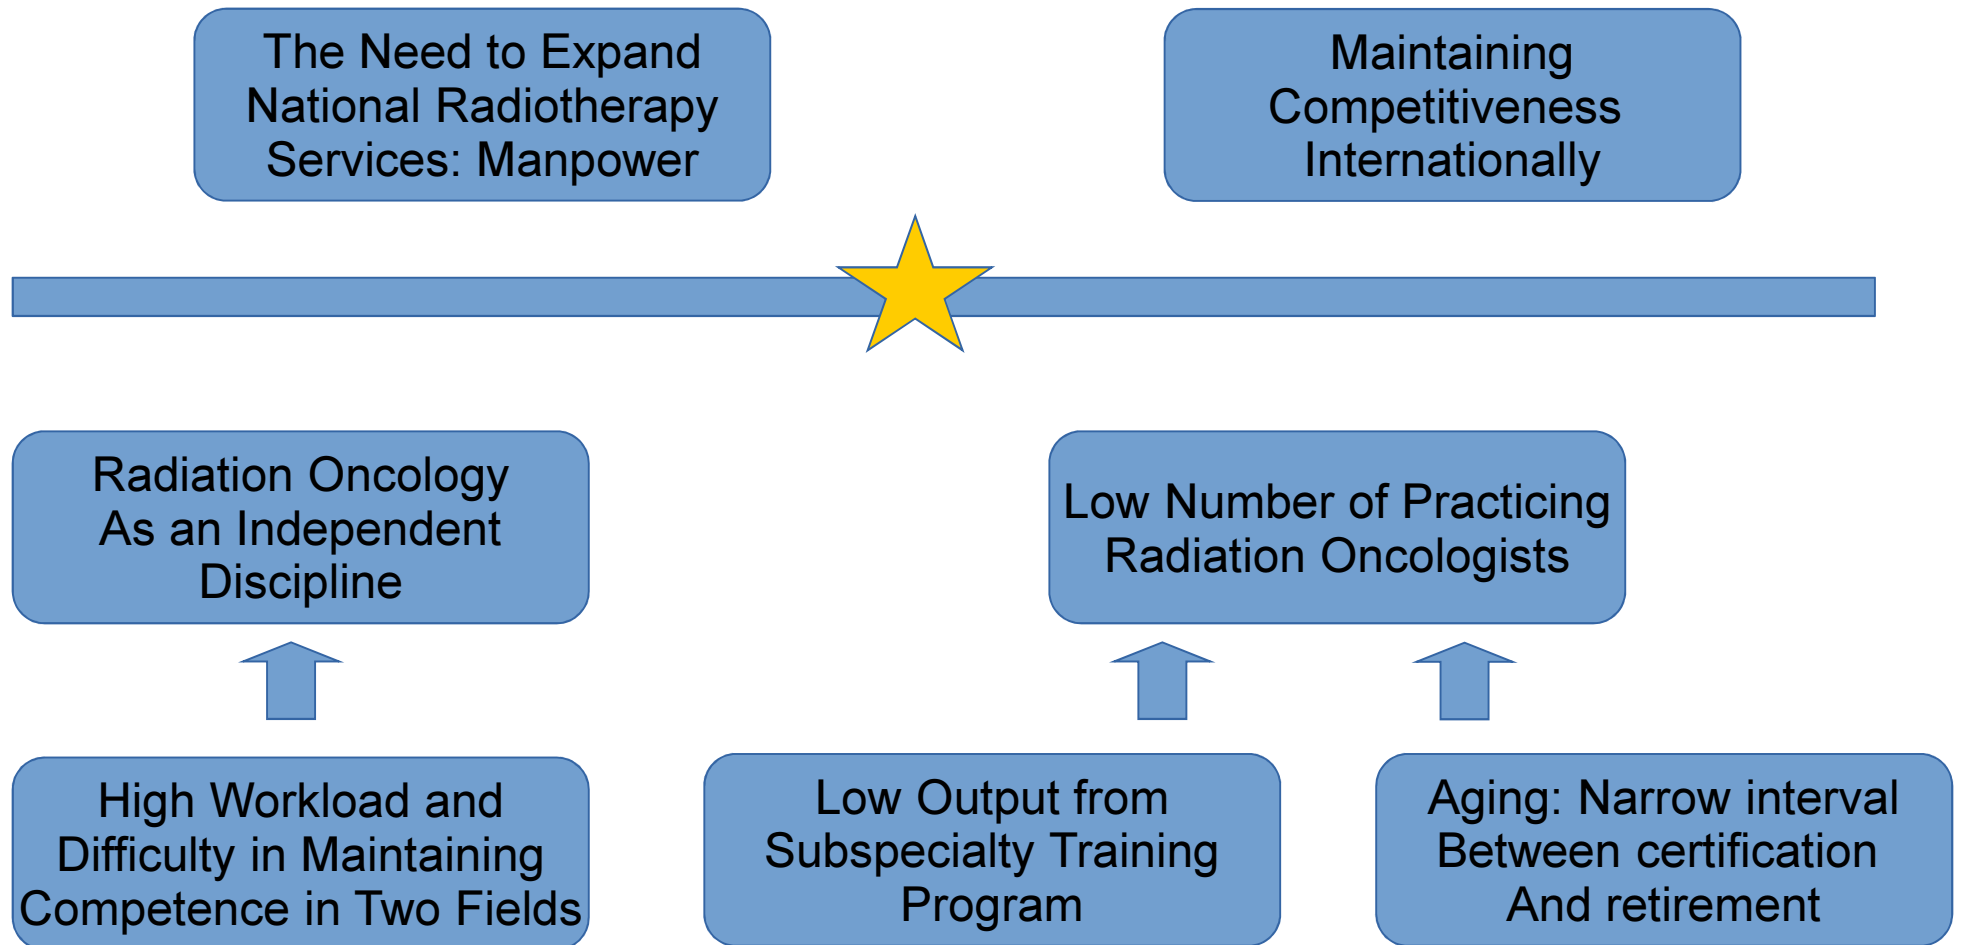 The Need to Expand
National Radiotherapy
Services: Manpower
Maintaining
Competitiveness
Internationally
Radiation Oncology
As an Independent
Discipline
Low Number of Practicing
Radiation Oncologists
High Workload and
Difficulty in Maintaining
Competence in Two Fields
Low Output from
Subspecialty Training
Program
Aging: Narrow interval
Between certification
And retirement